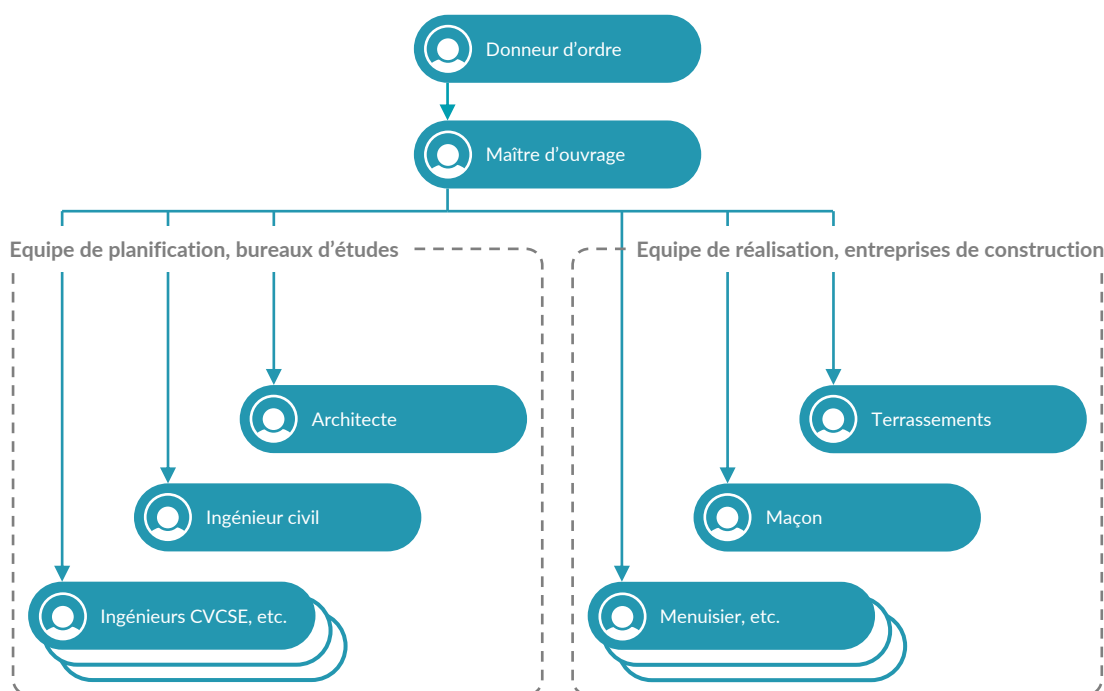 Donneur d’ordre
Maître d’ouvrage
Equipe de planification, bureaux d’études
Equipe de réalisation, entreprises de construction
Architecte
Terrassements
Ingénieur civil
Maçon
Ingénieurs CVCSE, etc.
Menuisier, etc.